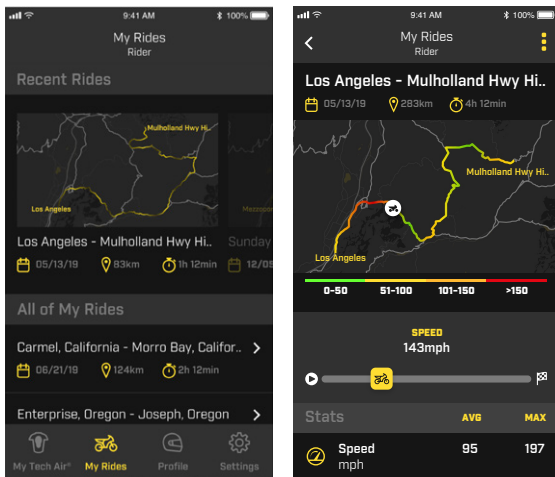 9:41 AM
100%
My Rides
Rider
Recent Rides
Mulholland Hwy Hi..
Los Angeles
Los Angeles - Mulholland Hwy Hi..
Sunday
05/13/19
83km
1h 12min
All of My Rides
Carmel, California - Morro Bay, Califor..
06/21/19
124km
2h 12min
Enterprise, Oregon - Joseph, Oregon
My Tech Air®
My Rides
Profile
Settings
9:41 AM
100%
My Rides
Rider
Los Angeles - Mulholland Hwy Hi..
05/13/19
283km
4h 12min
Mulholland Hwy Hi..
Los Angeles
0-50 51-100 101-150 >150
SPEED
143mph
Stats AVG MAX
Speed 95 197
mph